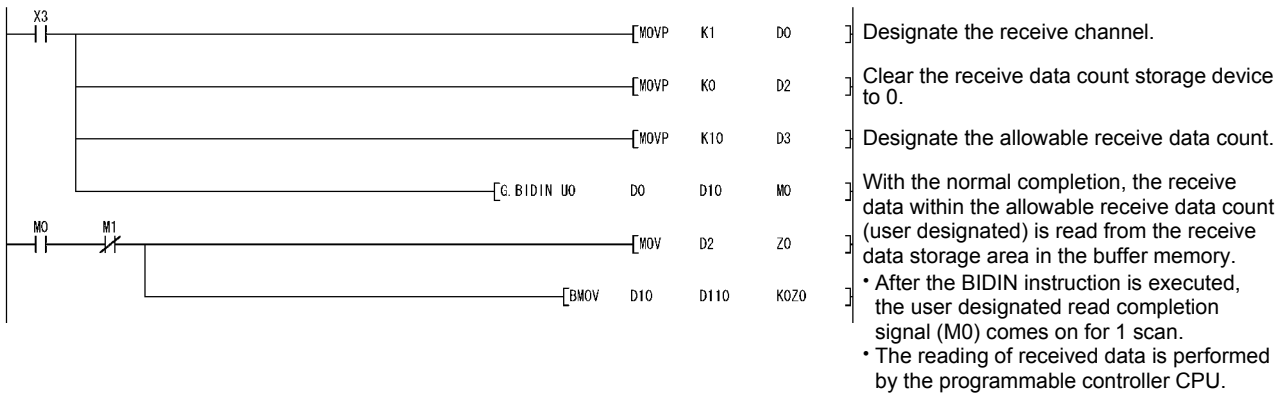 X3
[MOVP K1 D0 ]
Designate the receive channel.
[MOVP K0 D2 ]
Clear the receive data count storage device
to 0.
[MOVP K10 D3 ]
Designate the allowable receive data count.
[G.BIDIN U0 D0 D10 M0 ]
With the normal completion, the receive
data within the allowable receive data count
(user designated) is read from the receive
data storage area in the buffer memory.
M0 M1
[MOV D2 Z0 ]
[BMOV D10 D110 K0Z0 ]
• After the BIDIN instruction is executed,
the user designated read completion
signal (M0) comes on for 1 scan.
• The reading of received data is performed
by the programmable controller CPU.